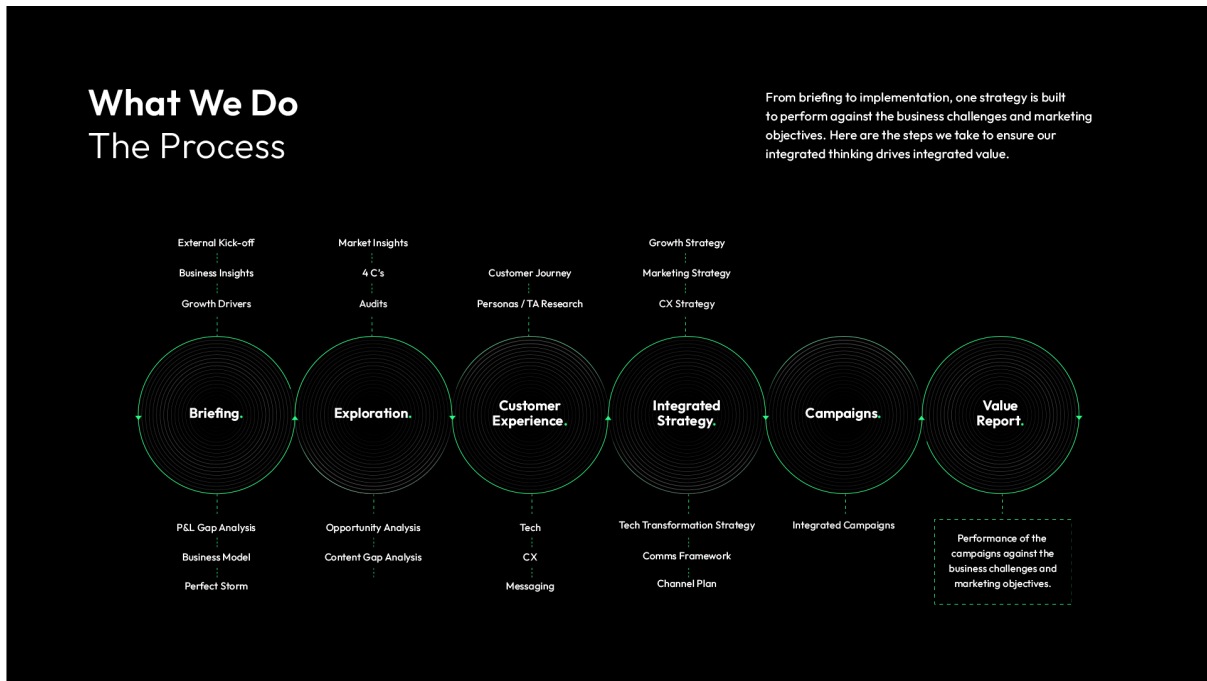 What We Do
The Process
From briefing to implementation, one strategy is built
to perform against the business challenges and marketing
objectives. Here are the steps we take to ensure our
integrated thinking drives integrated value.
External Kick-off
Business Insights
Growth Drivers
Briefing.
P&L Gap Analysis
Business Model
Perfect Storm
Market Insights
4 C's
Audits
Exploration.
Opportunity Analysis
Content Gap Analysis
Customer Journey
Personas / TA Research
Customer
Experience.
Tech
CX
Messaging
Growth Strategy
Marketing Strategy
CX Strategy
Integrated
Strategy.
Tech Transformation Strategy
Comms Framework
Channel Plan
Campaigns.
Integrated Campaigns
Value
Report.
Performance of the
campaigns against the
business challenges and
marketing objectives.